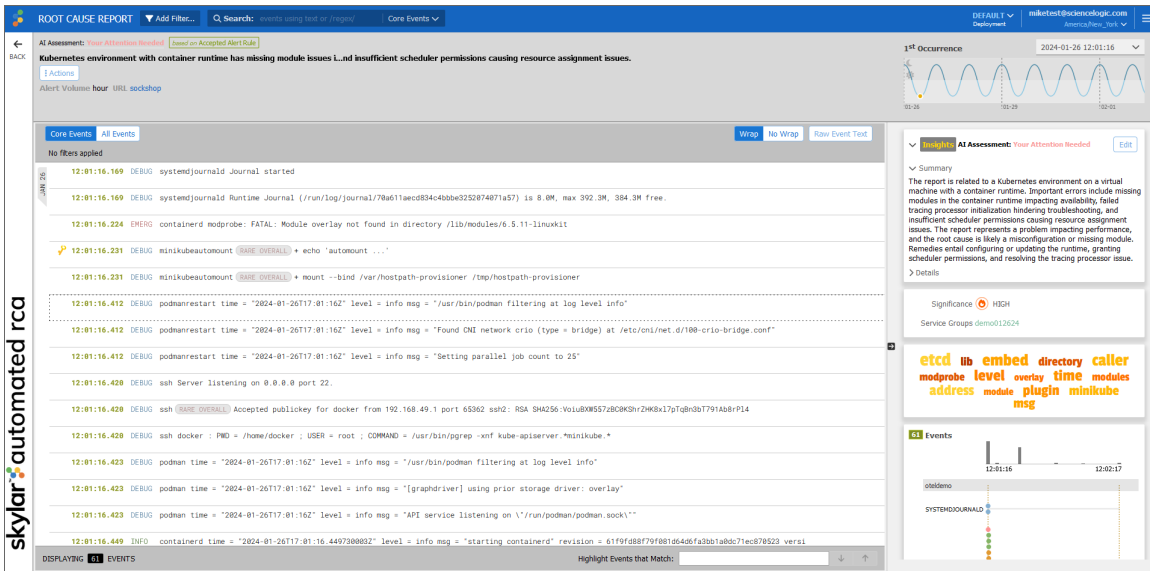 ROOT CAUSE REPORT
Add Filter...
Search: events using text or /regex/
Core Events
DEFAULT
Deployment
miketest@sciencelogic.com
America/New_York
BACK
AI Assessment: Your Attention Needed
Based on Accepted Alert Rule
Kubernetes environment with container runtime has missing module issues i...nd insufficient scheduler permissions causing resource assignment issues.
Actions
Alert Volume hour URL sockshop
1st Occurrence
2024-01-26 12:01:16
01-26
01-29
02-01
Core Events
All Events
Wrap
No Wrap
Raw Event Text
No filters applied
JAN 26
12:01:16.169 DEBUG systemdjournald Journal started
12:01:16.169 DEBUG systemdjournald Runtime Journal (/run/log/journal/70a611aecd834c4bbbe3252074071a57) is 8.0M, max 392.3M, 384.3M free.
12:01:16.224 EMERG containerd modprobe: FATAL: Module overlay not found in directory /lib/modules/6.5.11-linuxkit
12:01:16.231 DEBUG minikubeautomount RARE OVERALL + echo 'automount ...'
12:01:16.231 DEBUG minikubeautomount RARE OVERALL + mount --bind /var/hostpath-provisioner /tmp/hostpath-provisioner
12:01:16.412 DEBUG podmanrestart time = "2024-01-26T17:01:16Z" level = info msg = "/usr/bin/podman filtering at log level info"
12:01:16.412 DEBUG podmanrestart time = "2024-01-26T17:01:16Z" level = info msg = "Found CNI network crio (type = bridge) at /etc/cni/net.d/100-crio-bridge.conf"
12:01:16.412 DEBUG podmanrestart time = "2024-01-26T17:01:16Z" level = info msg = "Setting parallel job count to 25"
12:01:16.420 DEBUG ssh Server listening on 0.0.0.0 port 22.
12:01:16.420 DEBUG ssh RARE OVERALL Accepted publickey for docker from 192.168.49.1 port 65362 ssh2: RSA
12:01:16.420 DEBUG ssh docker : PWD = /home/docker ; USER = root ; COMMAND = /usr/bin/pgrep -xnf kube-apiserver.*minikube.*
12:01:16.423 DEBUG podman time = "2024-01-26T17:01:16Z" level = info msg = "/usr/bin/podman filtering at log level info"
12:01:16.423 DEBUG podman time = "2024-01-26T17:01:16Z" level = info msg = "[graphdriver] using prior storage driver: overlay"
12:01:16.423 DEBUG podman time = "2024-01-26T17:01:16Z" level = info msg = "API service listening on \"/run/podman/podman.sock\""
12:01:16.449 INFO containerd time = "2024-01-26T17:01:16.449730003Z" level = info msg = "starting containerd" revision = 61f9fd88f79f081d64d6fa3bb1a0dc71ec870523 versi
DISPLAYING 61 EVENTS
Highlight Events that Match:
skylar automated rca
Insights AI Assessment: Your Attention Needed
Edit
Summary
The report is related to a Kubernetes environment on a virtual
machine with a container runtime. Important errors include missing
modules in the container runtime impacting availability, failed
tracing processor initialization hindering troubleshooting, and
insufficient scheduler permissions causing resource assignment
issues. The report represents a problem impacting performance,
and the root cause is likely a misconfiguration or missing module.
Remedies entail configuring or updating the runtime, granting
scheduler permissions, and resolving the tracing processor issue.
Details
Significance HIGH
Service Groups demo012624
etcd lib embed directory caller
modprobe level overlay time modules
address module plugin minikube
msg
61 Events
12:01:16
12:02:17
oteldemo
SYSTEMDJOURNALD